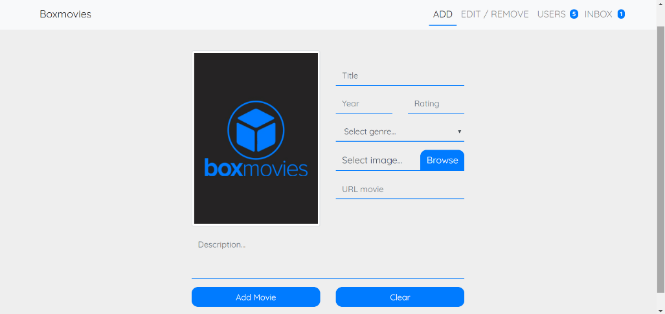 Boxmovies ADD EDIT / REMOVE USERS 5 INBOX 1
Title
Year Rating
Select genre...
Select image.. Browse
boxmovies
URL movie
Description...
Add Movie Clear